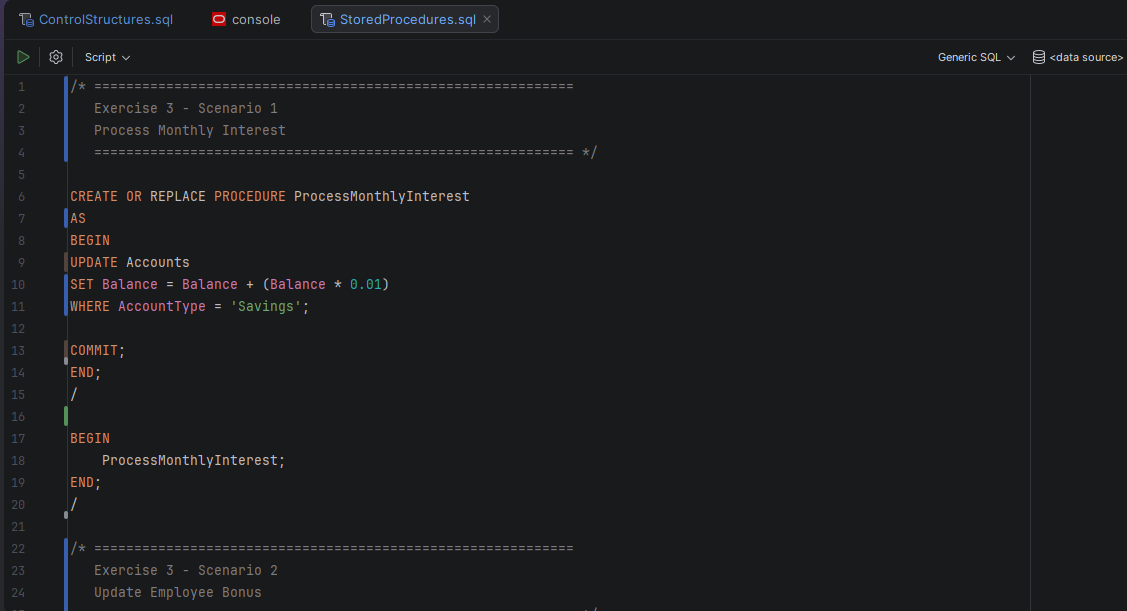 ControlStructures.sql console StoredProcedures.sql
Script Generic SQL <data source>
1 /* ============================================================
2 Exercise 3 - Scenario 1
3 Process Monthly Interest
4 ============================================================ */
5
6 CREATE OR REPLACE PROCEDURE ProcessMonthlyInterest
7 AS
8 BEGIN
9 UPDATE Accounts
10 SET Balance = Balance + (Balance * 0.01)
11 WHERE AccountType = 'Savings';
12
13 COMMIT;
14 END;
15 /
16
17 BEGIN
18 ProcessMonthlyInterest;
19 END;
20 /
21
22 /* ============================================================
23 Exercise 3 - Scenario 2
24 Update Employee Bonus